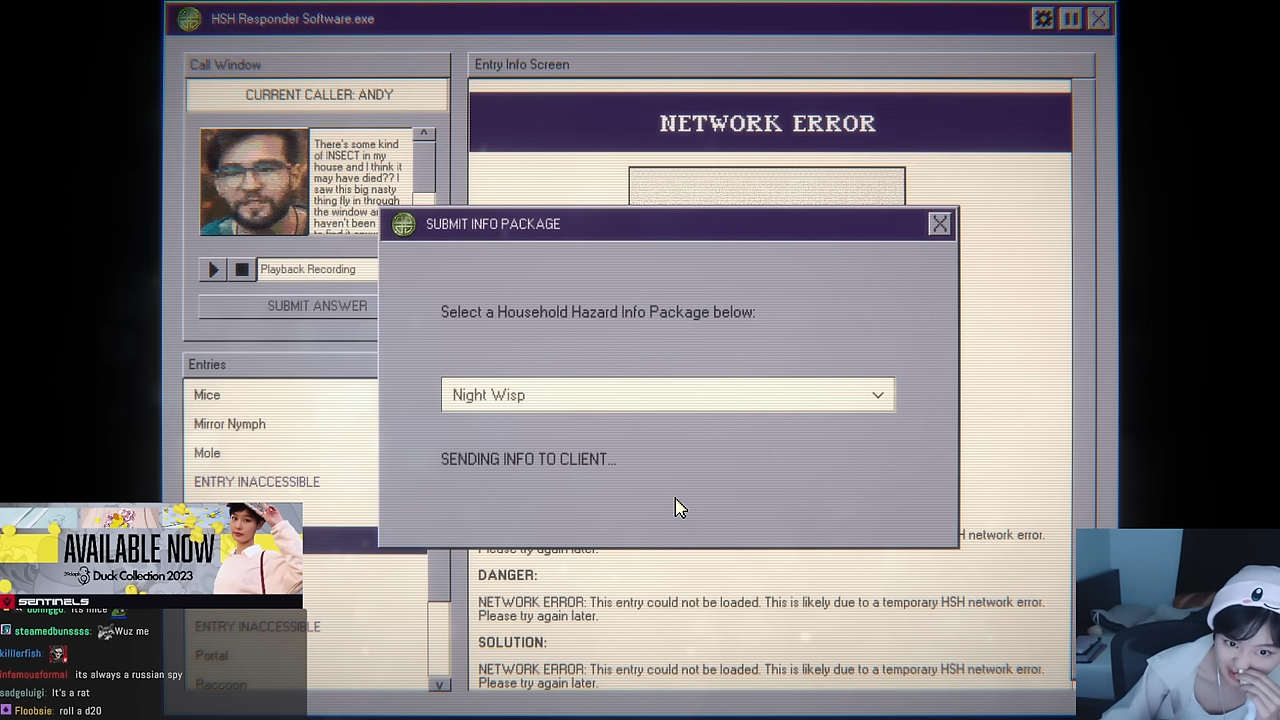 HSH Responder Software.exe
Call Window
CURRENT CALLER: ANDY
There's some kind
of INSECT in my
house and I think it
may have died?? I
saw this big nasty
thing fly in through
the window
haven't been
Playback Recording
SUBMIT ANSWER
Entries
Mice
Mirror Nymph
Mole
ENTRY INACCESSIBLE
ENTRY INACCESSIBLE
Portal
Raccoon
Entry Info Screen
NETWORK ERROR
SUBMIT INFO PACKAGE
Select a Household Hazard Info Package below:
Night Wisp
SENDING INFO TO CLIENT...
H network error.
Please try again later.
DANGER:
NETWORK ERROR: This entry could not be loaded. This is likely due to a temporary HSH network error.
Please try again later.
SOLUTION:
NETWORK ERROR: This entry could not be loaded. This is likely due to a temporary HSH network error.
Please try again later.
AVAILABLE NOW
Duck Collection 2023
SENTINELS
its mice
steamedbunssss: Wuz me
killlerfish:
infamousformal: its always a russian spy
sadgeluigi: It's a rat
Floobsie: roll a d20